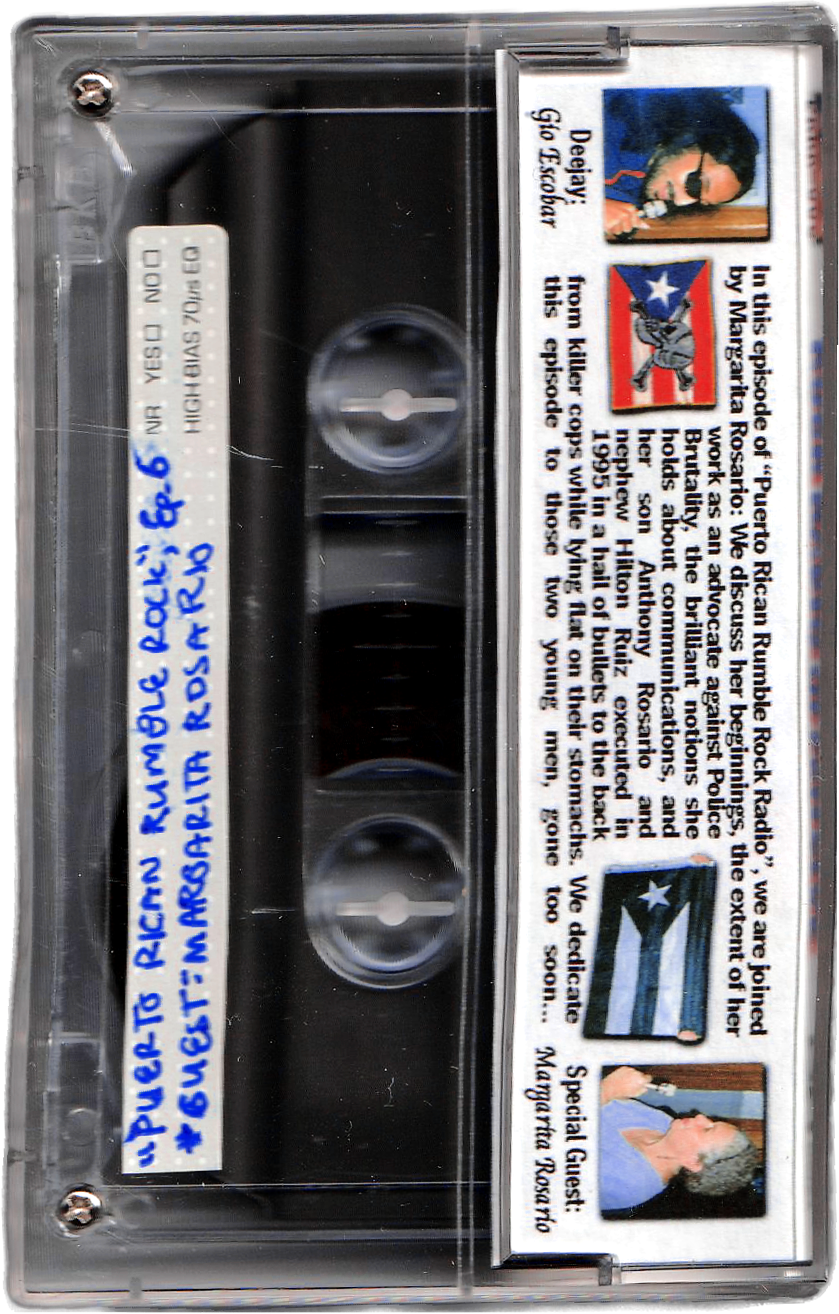 Deejay:
Gio Escobar
In this episode of “Puerto Rican Rumble Rock Radio”, we are joined
by Margarita Rosario: We discuss her beginnings, the extent of her
work as an advocate against Police
Brutality, the brilliant notions she
holds about communications, and
her son Anthony Rosario and
nephew Hilton Ruiz executed in
1995 in a hail of bullets to the back
from killer cops while lying flat on their stomachs. We dedicate
this episode to those two young men, gone too soon...
Special Guest:
Margarita Rosario
NR YES☐ NO☐
HIGH BIAS 70µs EQ
“PUERTO RICAN RUMBLE ROCK”, Ep. 6
*GUEST=MARGARITA ROSARIO